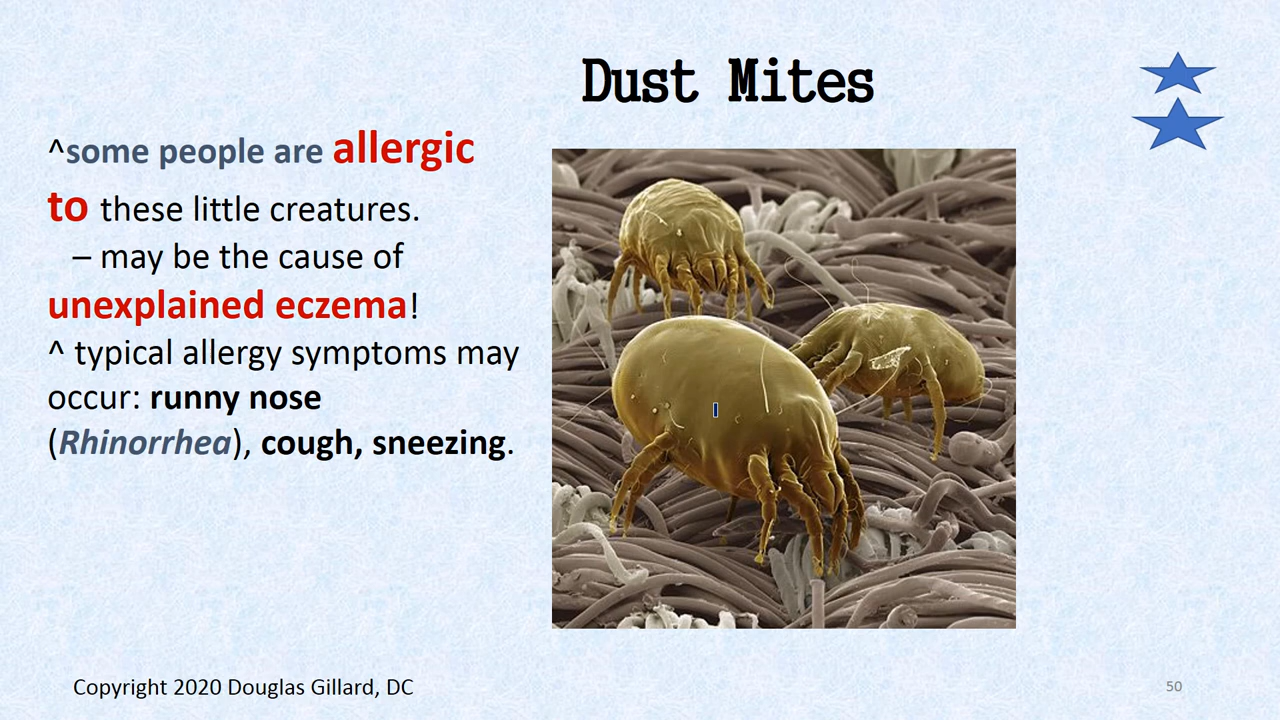 Dust Mites
^some people are allergic
to these little creatures.
– may be the cause of
unexplained eczema!
^ typical allergy symptoms may
occur: runny nose
(Rhinorrhea), cough, sneezing.
Copyright 2020 Douglas Gillard, DC
50